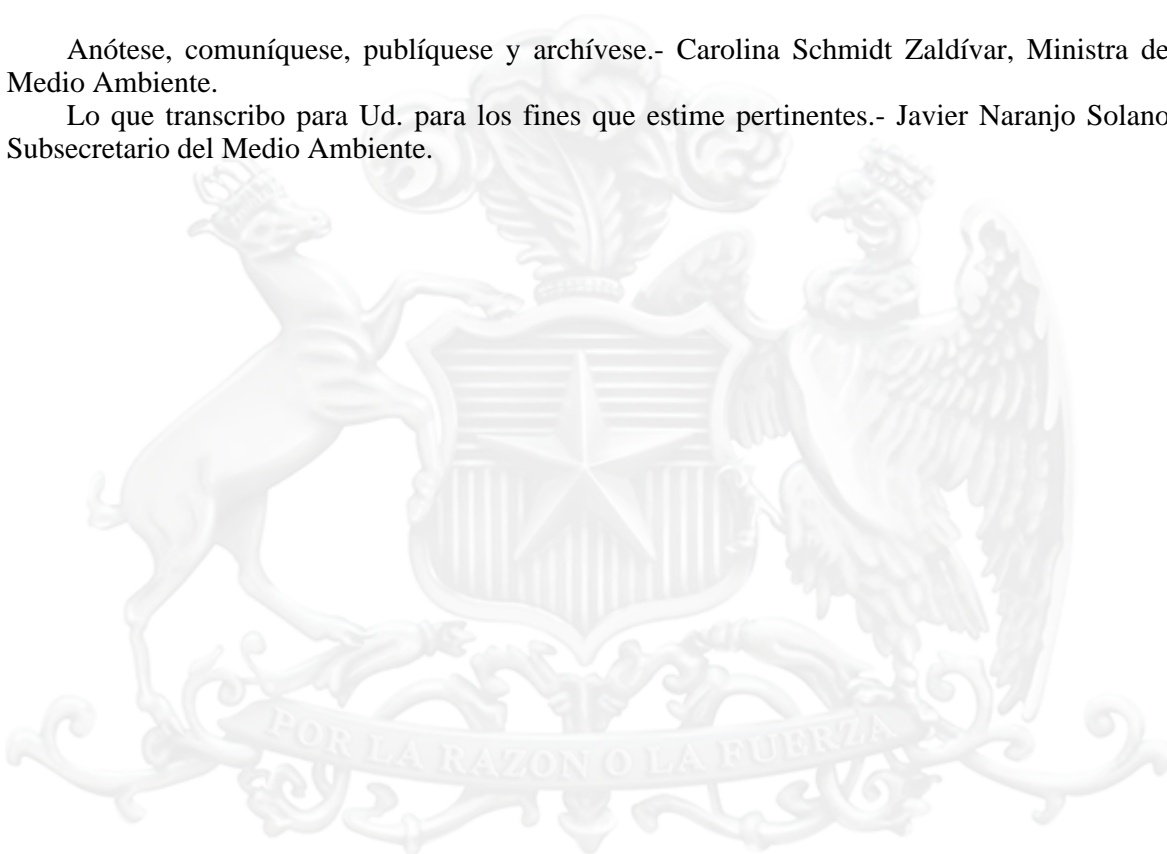 Anótese, comuníquese, publíquese y archívese.- Carolina Schmidt Zaldívar, Ministra de
Medio Ambiente.
Lo que transcribo para Ud. para los fines que estime pertinentes.- Javier Naranjo Solano
Subsecretario del Medio Ambiente.
POR LA RAZON O LA FUERZA